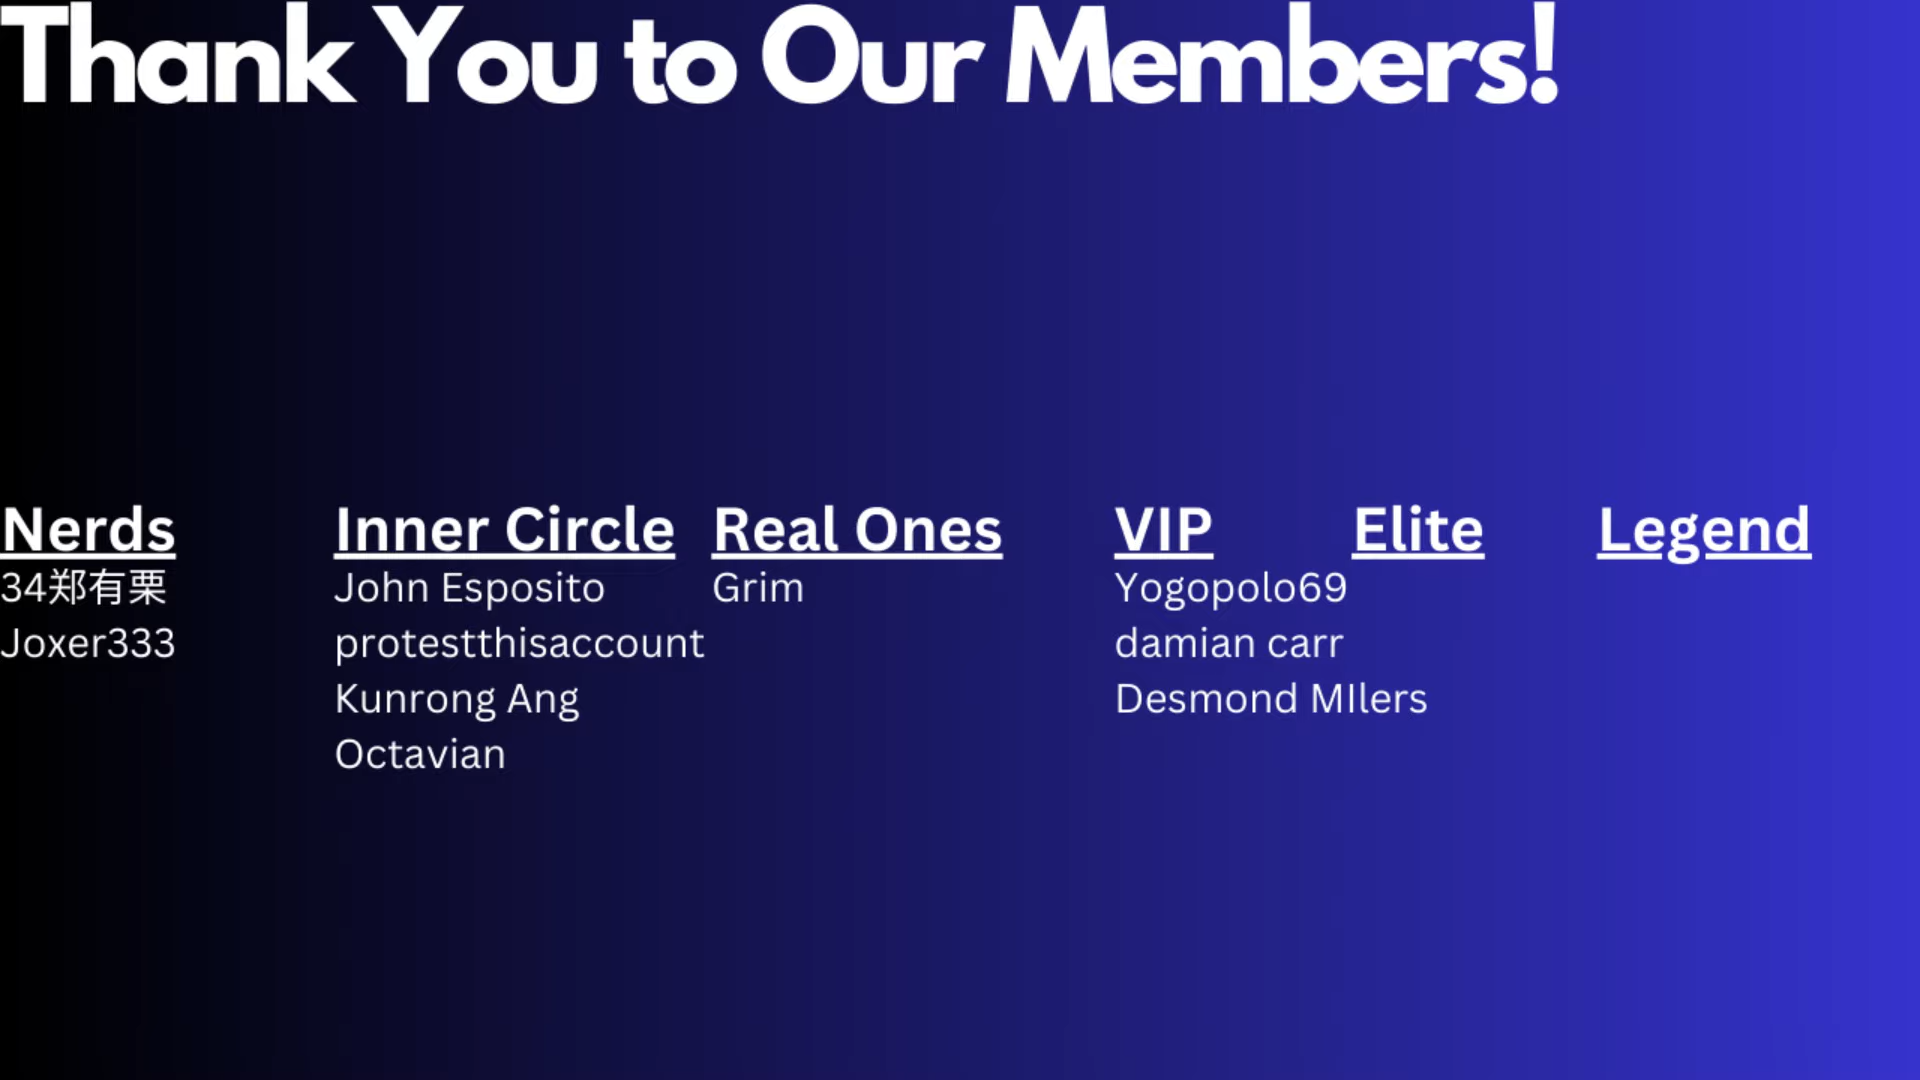 Thank You to Our Members!
Nerds
34郑有栗
Joxer333
Inner Circle
John Esposito
protestthisaccount
Kunrong Ang
Octavian
Real Ones
Grim
VIP
Yogopolo69
damian carr
Desmond MIlers
Elite
Legend